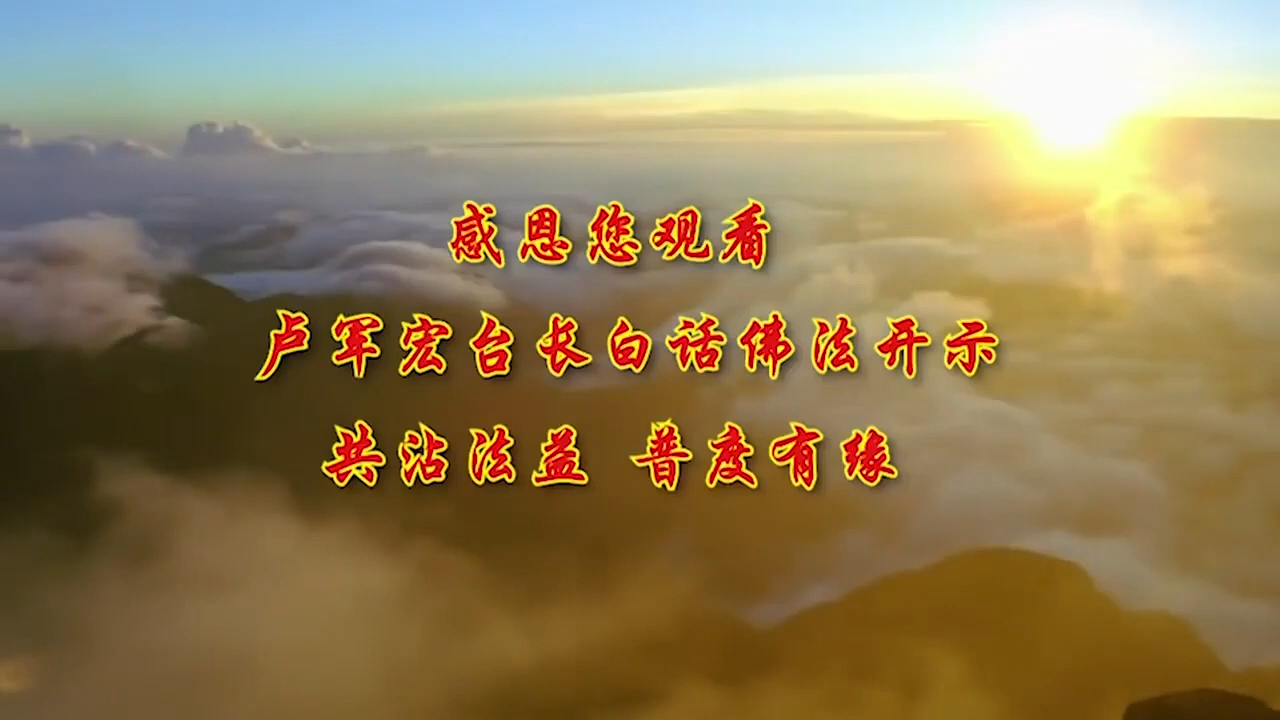 感恩您观看
卢军宏台长白话佛法开示
共沾法益 普度有缘